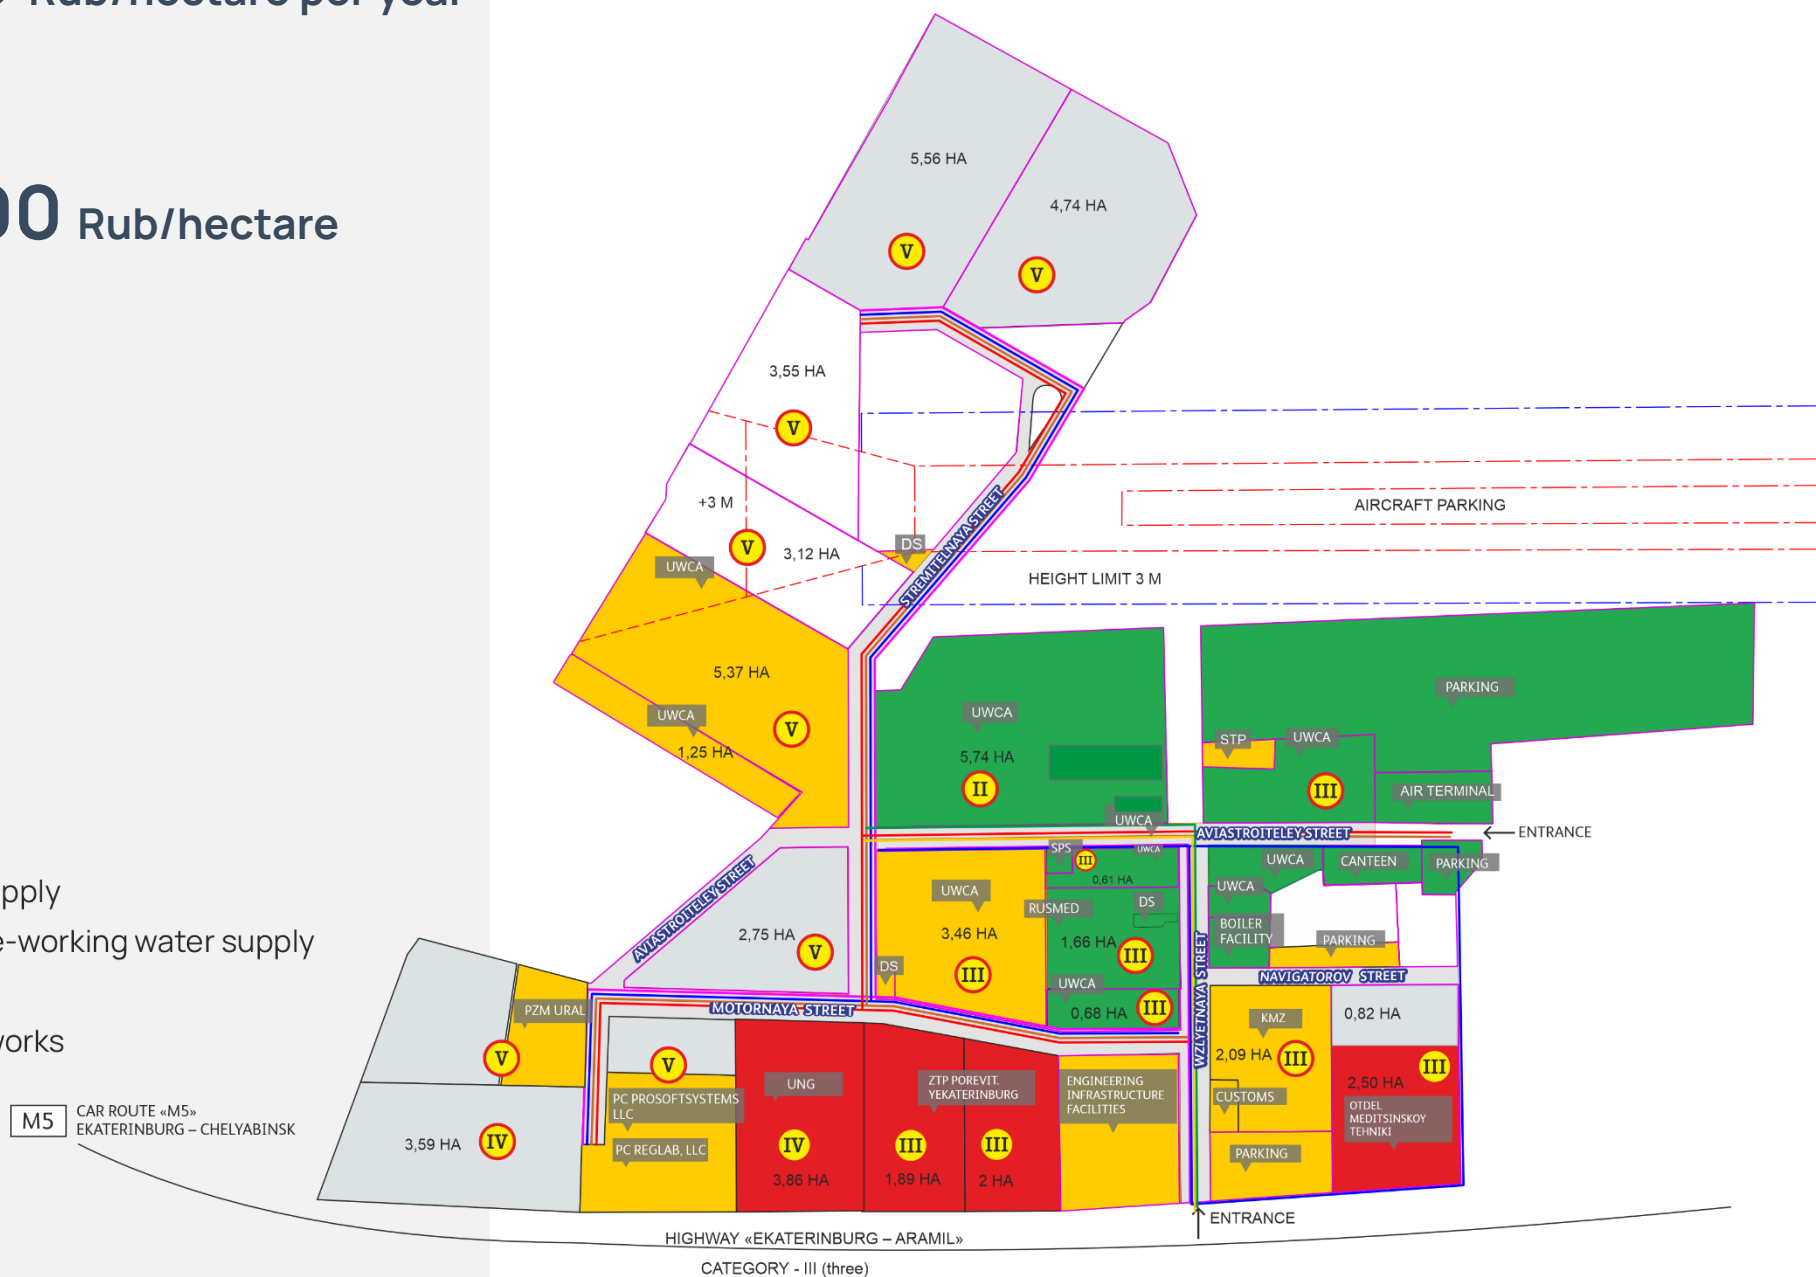 Rub/hectare per year
00 Rub/hectare
pply
e-working water supply
vorks
M5
CAR ROUTE «M5»
EKATERINBURG – CHELYABINSK
5,56 HA
V
4,74 HA
V
3,55 HA
V
+3 M
V
3,12 HA
AIRCRAFT PARKING
HEIGHT LIMIT 3 M
DS
STREMITELNAYA STREET
UWCA
5,37 HA
V
UWCA
1,25 HA
UWCA
5,74 HA
II
UWCA
PARKING
STP
UWCA
III
AIR TERMINAL
AVIASTROITELEY STREET
ENTRANCE
AVIASTROITELEY STREET
2,75 HA
V
UWCA
3,46 HA
III
DS
SPS
III
UWCA
0,61 HA
RUSMED
DS
1,66 HA
III
UWCA
0,68 HA
III
UWCA
CANTEEN
PARKING
UWCA
BOILER
FACILITY
PARKING
NAVIGATOROV STREET
WZLYETNAYA STREET
MOTORNAYA STREET
PZM URAL
V
3,59 HA
IV
V
PC PROSOFTSYSTEMS
LLC
PC REGLAB, LLC
UNG
IV
3,86 HA
ZTP POREVIT.
YEKATERINBURG
III
1,89 HA
III
2 HA
ENGINEERING
INFRASTRUCTURE
FACILITIES
KMZ
2,09 HA
III
CUSTOMS
PARKING
0,82 HA
III
2,50 HA
OTDEL
MEDITSINSKOY
TEHNIKI
ENTRANCE
HIGHWAY «EKATERINBURG – ARAMIL»
CATEGORY - III (three)